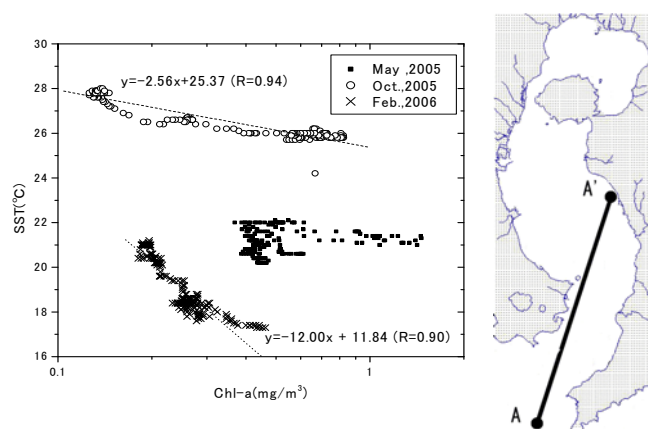 30
28
26
24
22
20
18
16
SST(℃)
y=-2.56x+25.37 (R=0.94)
May ,2005
Oct.,2005
Feb.,2006
y=-12.00x + 11.84 (R=0.90)
0.1
1
Chl-a(mg/m³)
A'
A